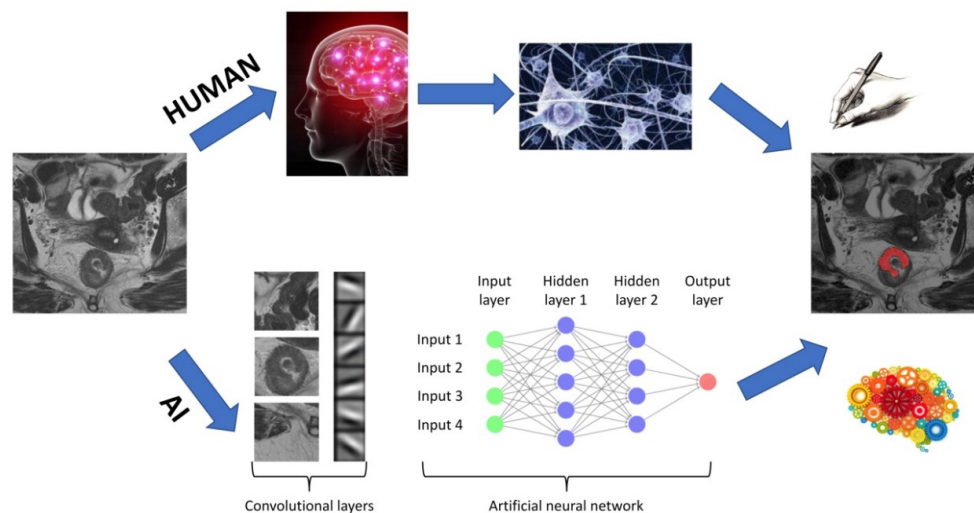 HUMAN
AI
Input layer
Hidden layer 1
Hidden layer 2
Output layer
Input 1
Input 2
Input 3
Input 4
Convolutional layers
Artificial neural network